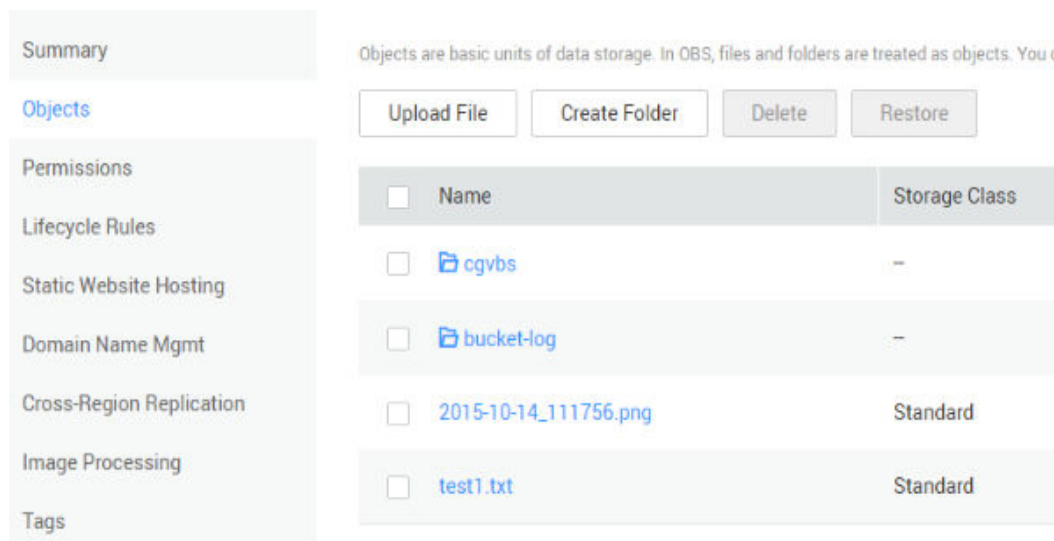 Summary
Objects
Permissions
Lifecycle Rules
Static Website Hosting
Domain Name Mgmt
Cross-Region Replication
Image Processing
Tags
Objects are basic units of data storage. In OBS, files and folders are treated as objects. You
Upload File Create Folder Delete Restore
Name Storage Class
cgvbs --
bucket-log --
2015-10-14_111756.png Standard
test1.txt Standard